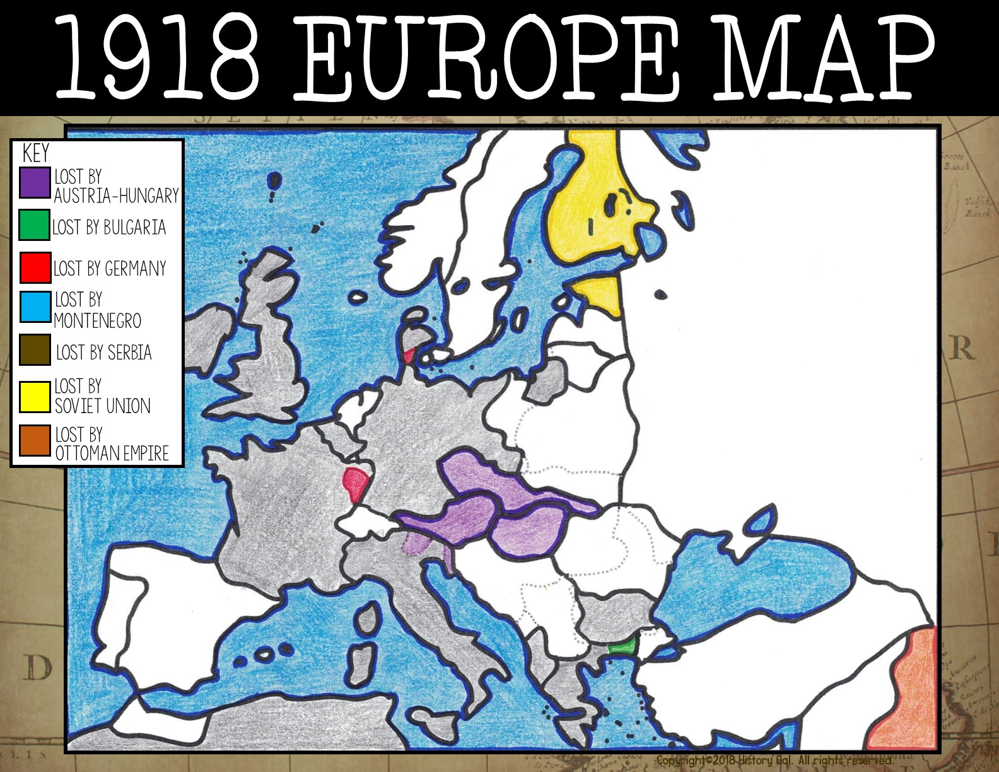 1918 EUROPE MAP
KEY
LOST BY
AUSTRIA-HUNGARY
LOST BY BULGARIA
LOST BY GERMANY
LOST BY
MONTENEGRO
LOST BY SERBIA
LOST BY
SOVIET UNION
LOST BY
OTTOMAN EMPIRE
R
D
Copyright©2018 History Gal. All rights reserved.